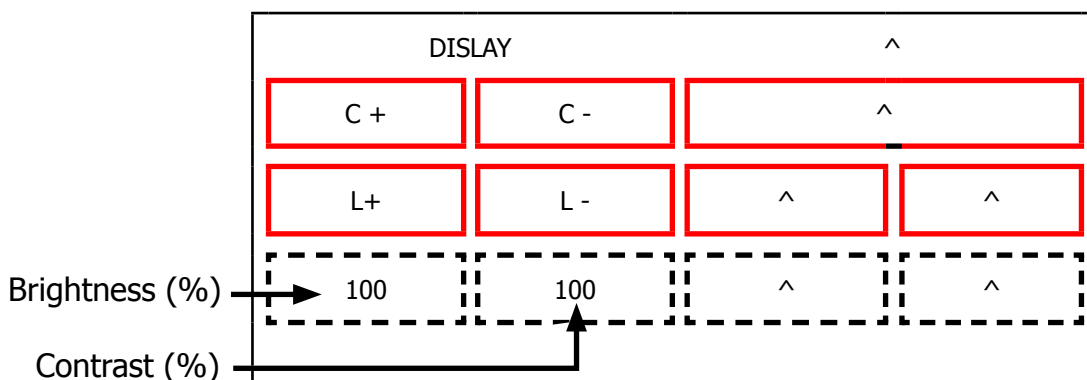 DISLAY ^
C + C - ^
L+ L - ^ ^
Brightness (%) 100 100 ^ ^
Contrast (%)